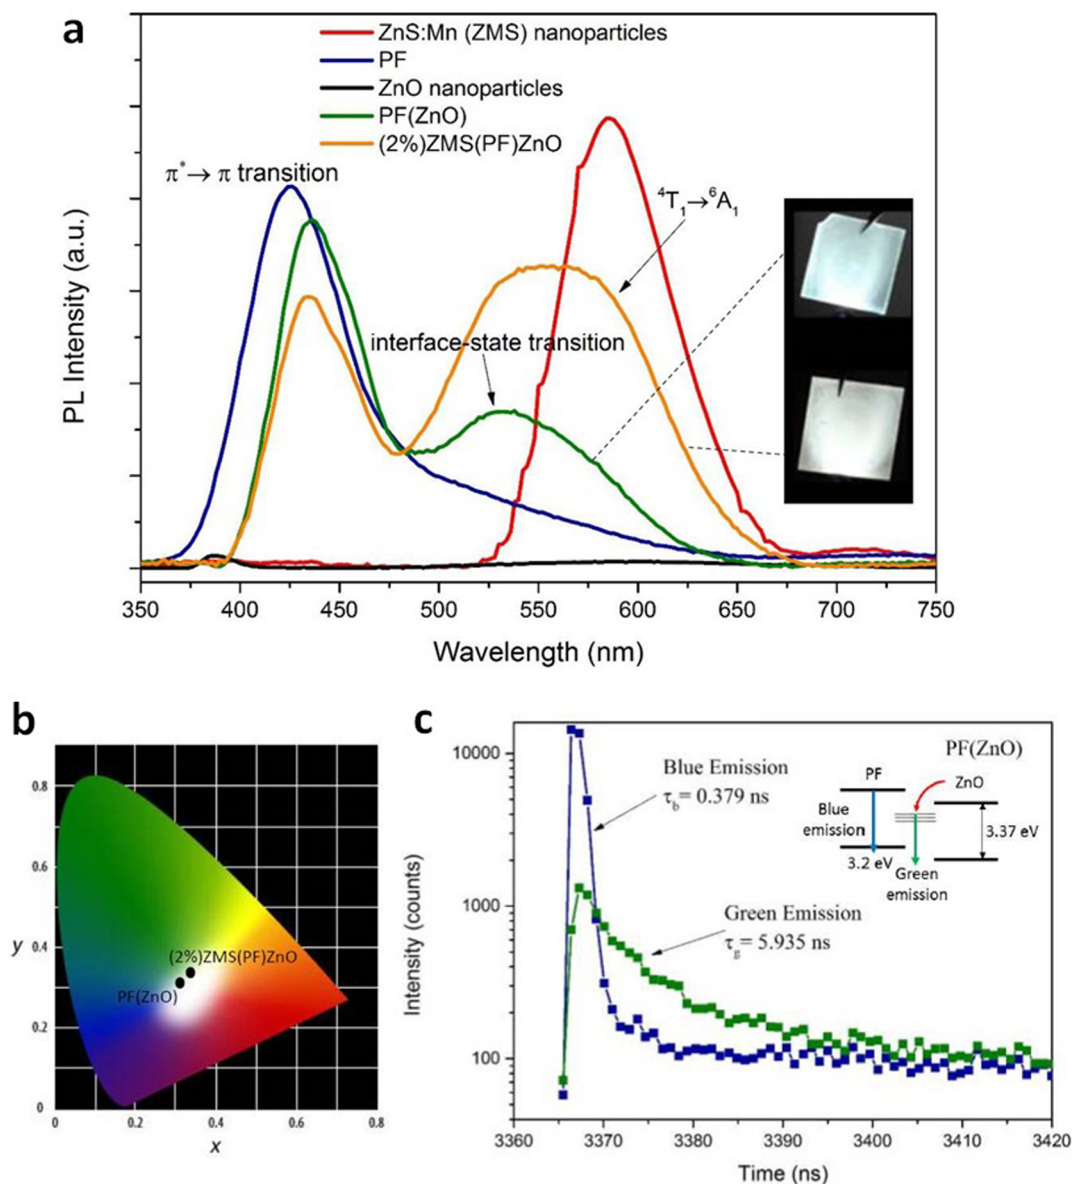 a
ZnS:Mn (ZMS) nanoparticles
PF
ZnO nanoparticles
PF(ZnO)
(2%)ZMS(PF)ZnO
π*→ π transition
⁴T₁→⁶A₁
interface-state transition
PL Intensity (a.u.)
350 400 450 500 550 600 650 700 750
Wavelength (nm)
b
0.8
0.6
y 0.4
(2%)ZMS(PF)ZnO
PF(ZnO)
0.2
0
0 0.2 0.4 0.6 0.8
x
c
10000
1000
100
Intensity (counts)
Blue Emission
τb= 0.379 ns
Green Emission
τg= 5.935 ns
PF(ZnO)
PF
ZnO
Blue
emission
3.37 eV
3.2 eV
Green
emission
3360 3370 3380 3390 3400 3410 3420
Time (ns)